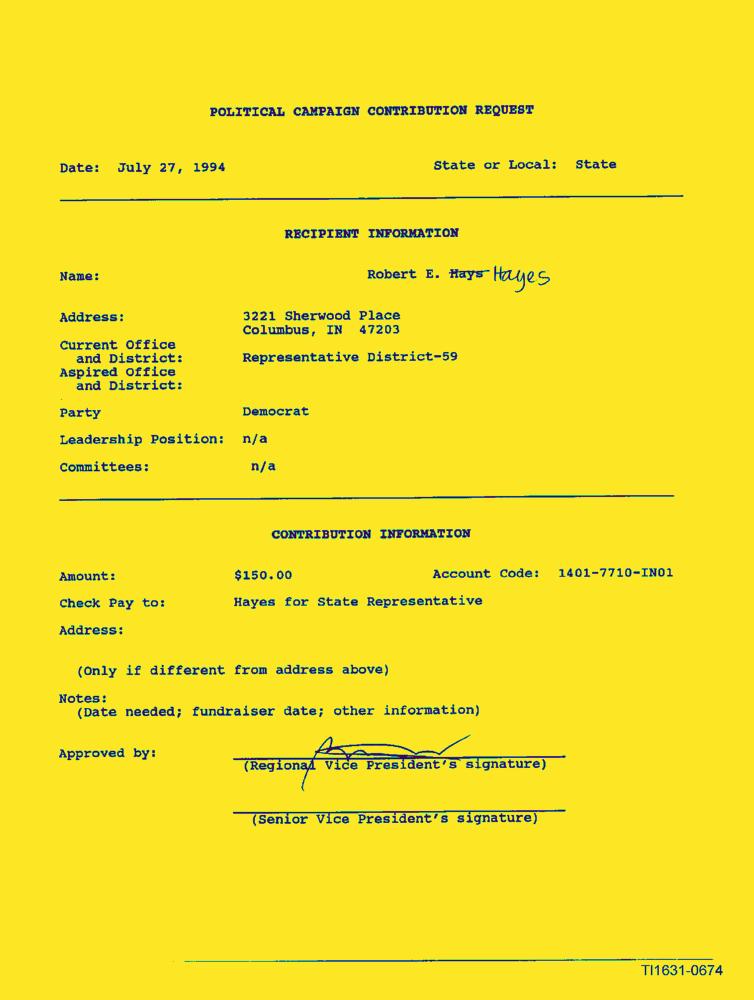 POLITICAL CAMPAIGN CONTRIBUTION REQUEST
Date: July 27, 1994 State or Local: State
RECIPIENT INFORMATION
Name: Robert E. Hays Hayes
Address: 3221 Sherwood Place
Columbus, IN 47203
Current Office
and District: Representative District-59
Aspired Office
and District:
Party Democrat
Leadership Position: n/a
Committees: n/a
CONTRIBUTION INFORMATION
Amount: $150.00 Account Code: 1401-7710-IN01
Check Pay to: Hayes for State Representative
Address:
(Only if different from address above)
Notes:
(Date needed; fundraiser date; other information)
Approved by:
(Regional Vice President's signature)
(Senior Vice President's signature)
TI1631-0674